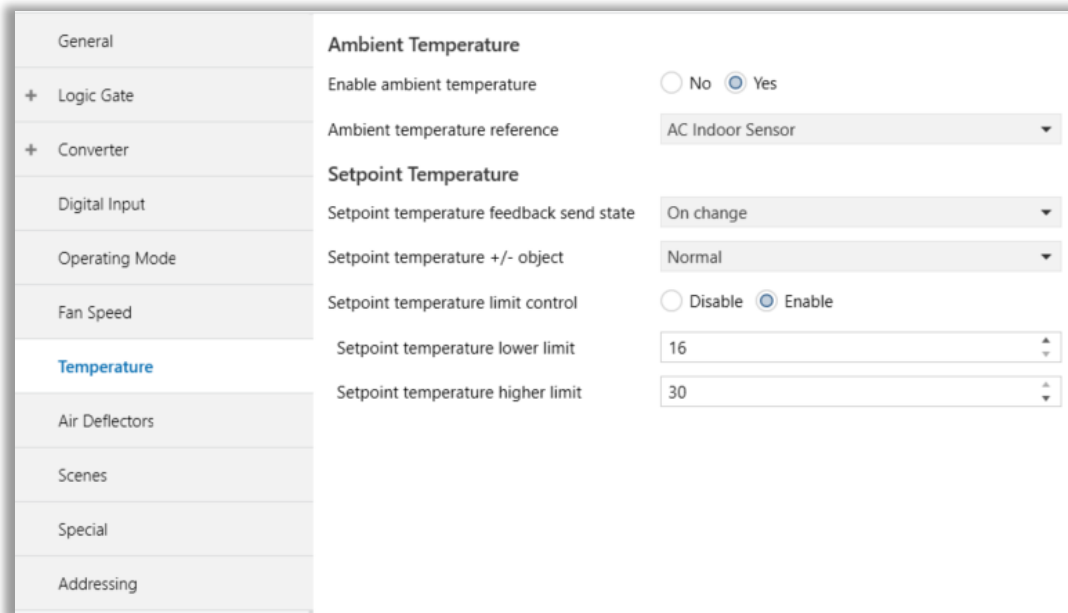 General
+ Logic Gate
+ Converter
Digital Input
Operating Mode
Fan Speed
Temperature
Air Deflectors
Scenes
Special
Addressing
Ambient Temperature
Enable ambient temperature No Yes
Ambient temperature reference AC Indoor Sensor
Setpoint Temperature
Setpoint temperature feedback send state On change
Setpoint temperature +/- object Normal
Setpoint temperature limit control Disable Enable
Setpoint temperature lower limit 16
Setpoint temperature higher limit 30